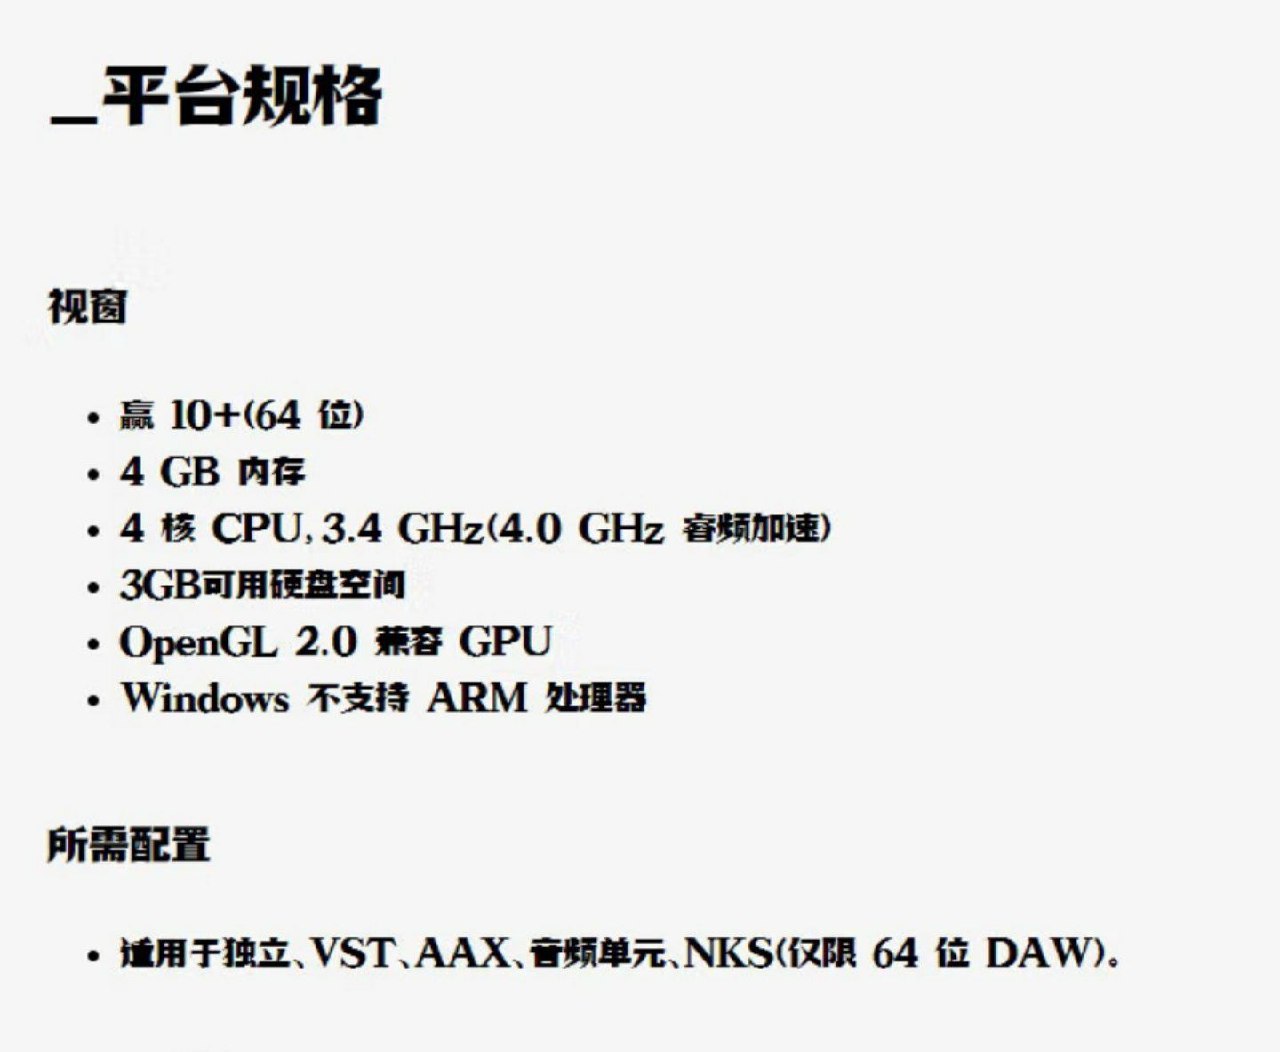 _平台规格
视窗
• 赢 10+(64 位)
• 4 GB 内存
• 4 核 CPU, 3.4 GHz(4.0 GHz 睿频加速)
• 3GB可用硬盘空间
• OpenGL 2.0 兼容 GPU
• Windows 不支持 ARM 处理器
所需配置
• 适用于独立、VST、AAX、音频单元、NKS(仅限 64 位 DAW)。